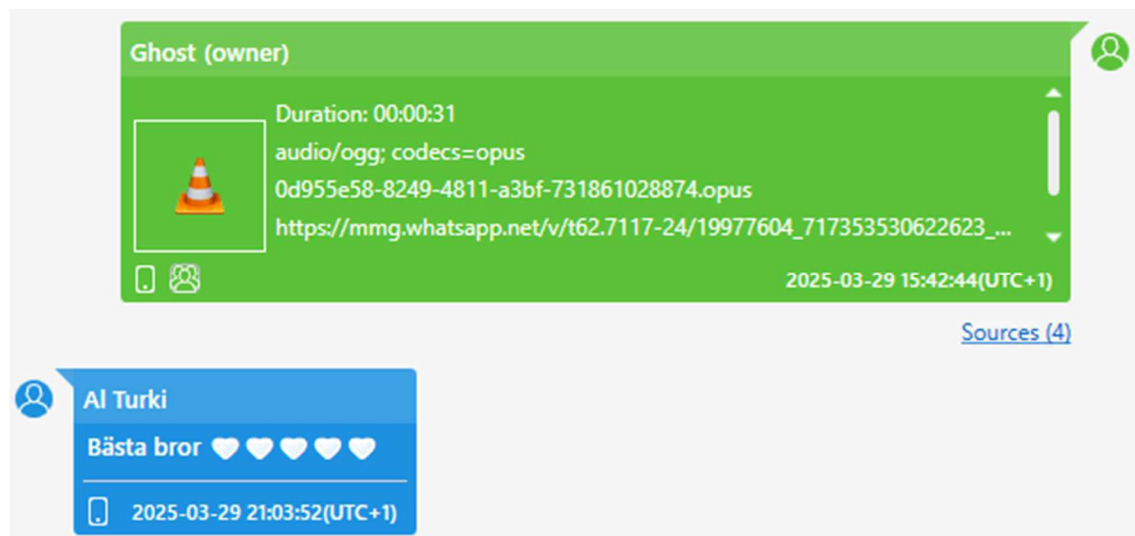 Ghost (owner)
Duration: 00:00:31
audio/ogg; codecs=opus
0d955e58-8249-4811-a3bf-731861028874.opus
https://mmg.whatsapp.net/v/t62.7117-24/19977604_717353530622623_...
2025-03-29 15:42:44(UTC+1)
Sources (4)
Al Turki
Bästa bror 🤍🤍🤍🤍🤍
2025-03-29 21:03:52(UTC+1)